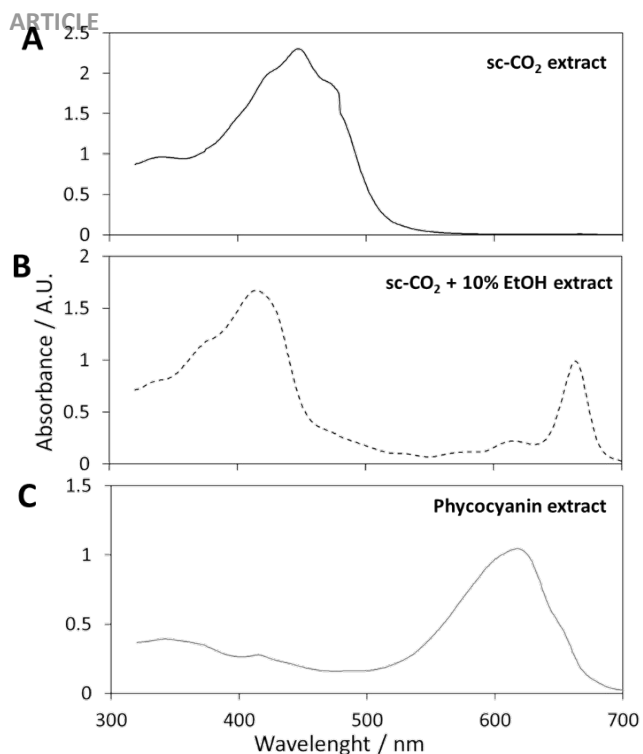 ARTICLE
A
2.5
sc-CO₂ extract
2
1.5
1
0.5
0
B
2
sc-CO₂ + 10% EtOH extract
1.5
1
0.5
0
Absorbance / A.U.
C
1.5
Phycocyanin extract
1
0.5
0
300 400 500 600 700
Wavelenght / nm